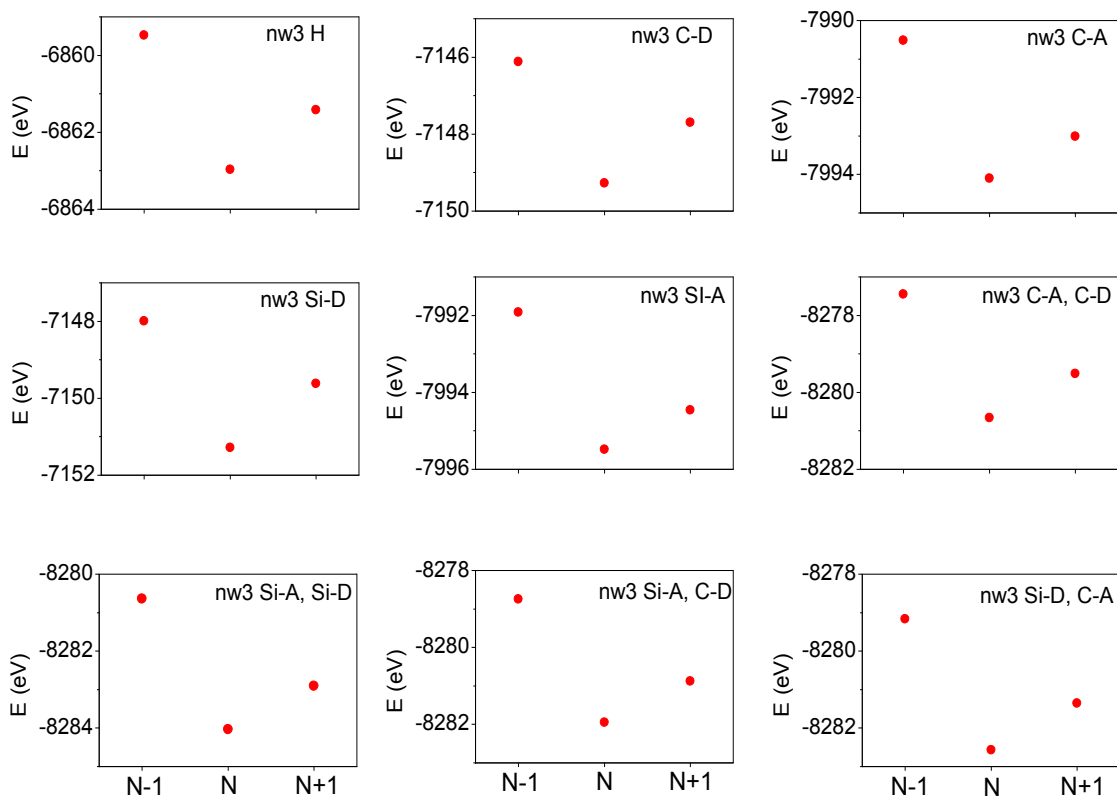 nw3 H
E (eV)
-6860
-6862
-6864
nw3 C-D
E (eV)
-7146
-7148
-7150
nw3 C-A
E (eV)
-7990
-7992
-7994
nw3 Si-D
E (eV)
-7148
-7150
-7152
nw3 SI-A
E (eV)
-7992
-7994
-7996
nw3 C-A, C-D
E (eV)
-8278
-8280
-8282
nw3 Si-A, Si-D
E (eV)
-8280
-8282
-8284
N-1 N N+1
nw3 Si-A, C-D
E (eV)
-8278
-8280
-8282
N-1 N N+1
nw3 Si-D, C-A
E (eV)
-8278
-8280
-8282
N-1 N N+1